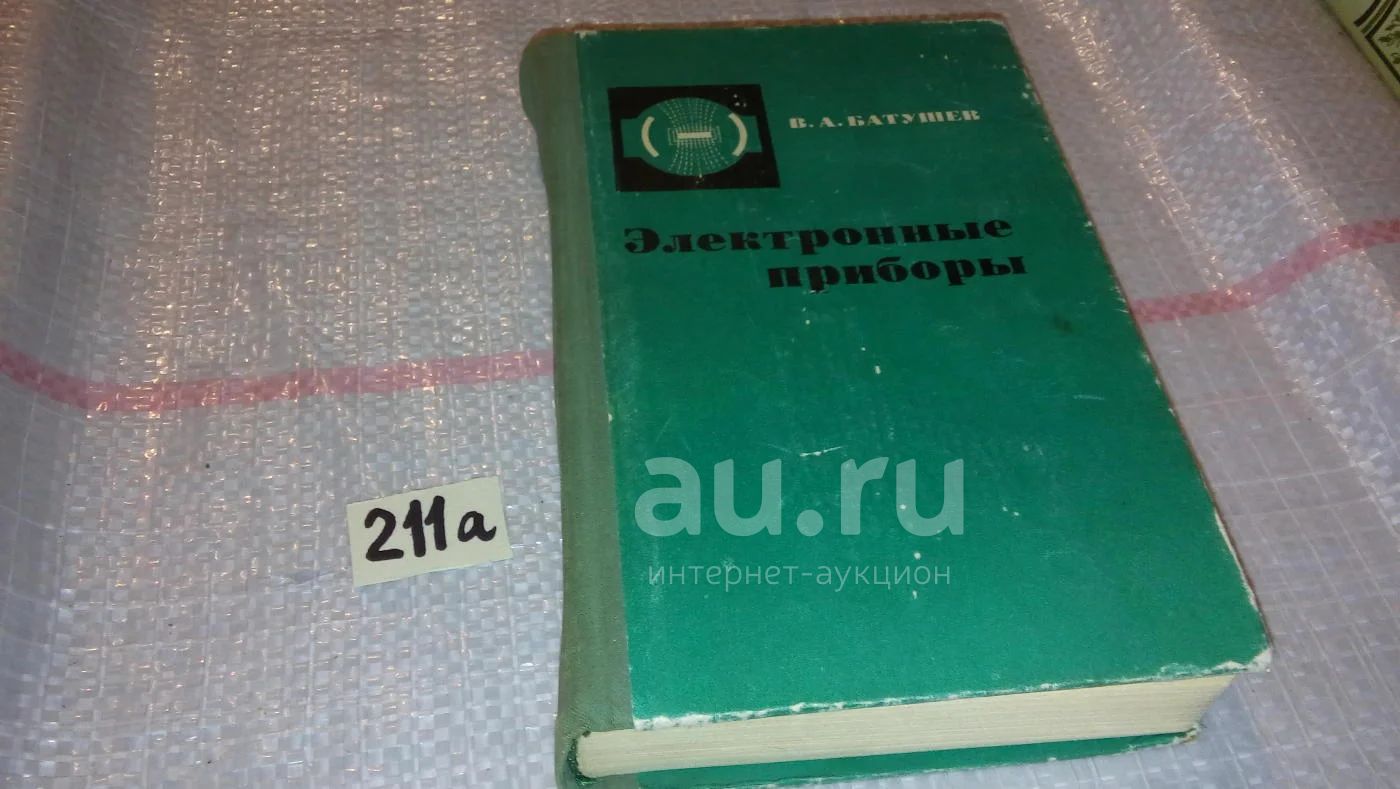 В. А. БАТУШЕВ
Электронные
приборы
211а
au.ru
интернет-аукцион